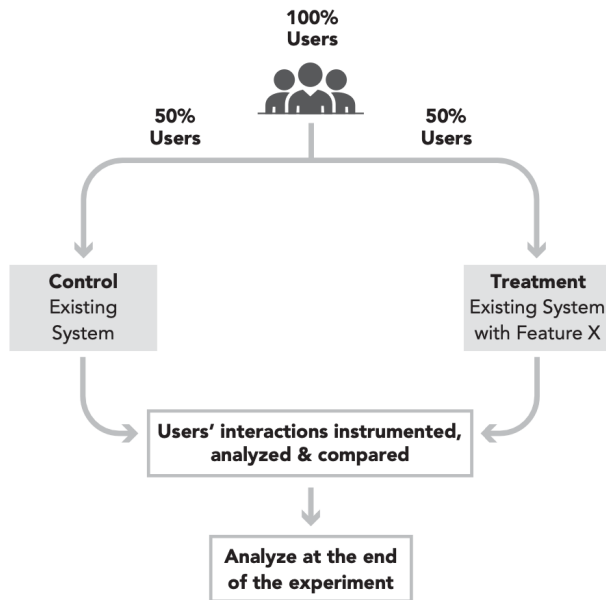 100%
Users
50%
Users
50%
Users
Control
Existing
System
Treatment
Existing System
with Feature X
Users' interactions instrumented,
analyzed & compared
Analyze at the end
of the experiment